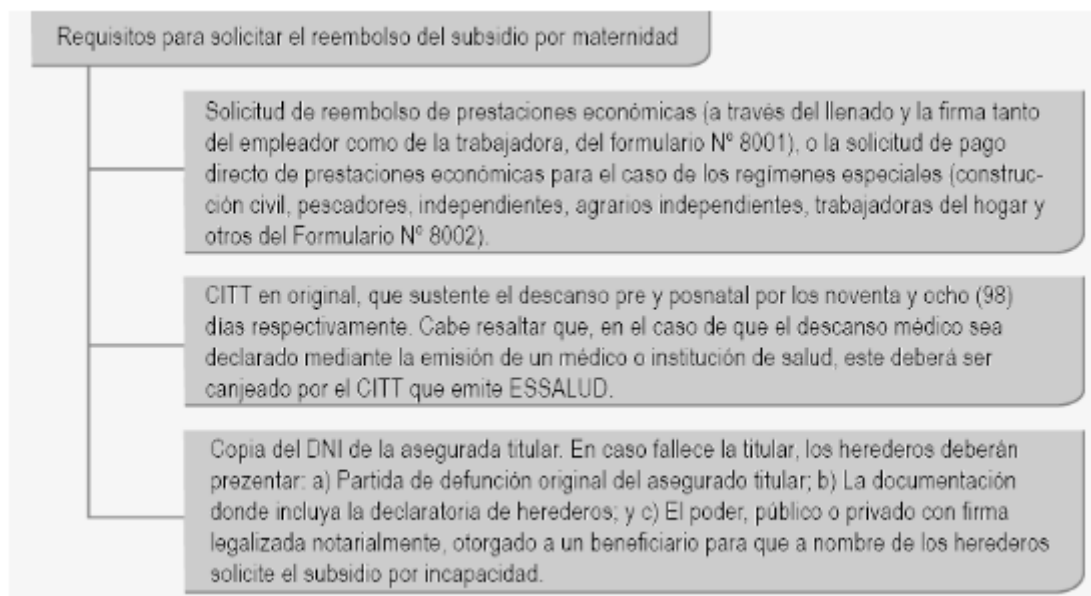 Requisitos para solicitar el reembolso del subsidio por maternidad
Solicitud de reembolso de prestaciones económicas (a través del llenado y la firma tanto
del empleador como de la trabajadora, del formulario Nº 8001), o la solicitud de pago
directo de prestaciones económicas para el caso de los regímenes especiales (construc-
ción civil, pescadores, independientes, agrarios independientes, trabajadoras del hogar y
otros del Formulario Nº 8002).
CITT en original, que sustente el descanso pre y posnatal por los noventa y ocho (98)
días respectivamente. Cabe resaltar que, en el caso de que el descanso médico sea
declarado mediante la emisión de un médico o institución de salud, este deberá ser
canjeado por el CITT que emite ESSALUD.
Copia del DNI de la asegurada titular. En caso fallece la titular, los herederos deberán
prezentar: a) Partida de defunción original del asegurado titular; b) La documentación
donde incluya la declaratoria de herederos; y c) El poder, público o privado con firma
legalizada notarialmente, otorgado a un beneficiario para que a nombre de los herederos
solicite el subsidio por incapacidad.